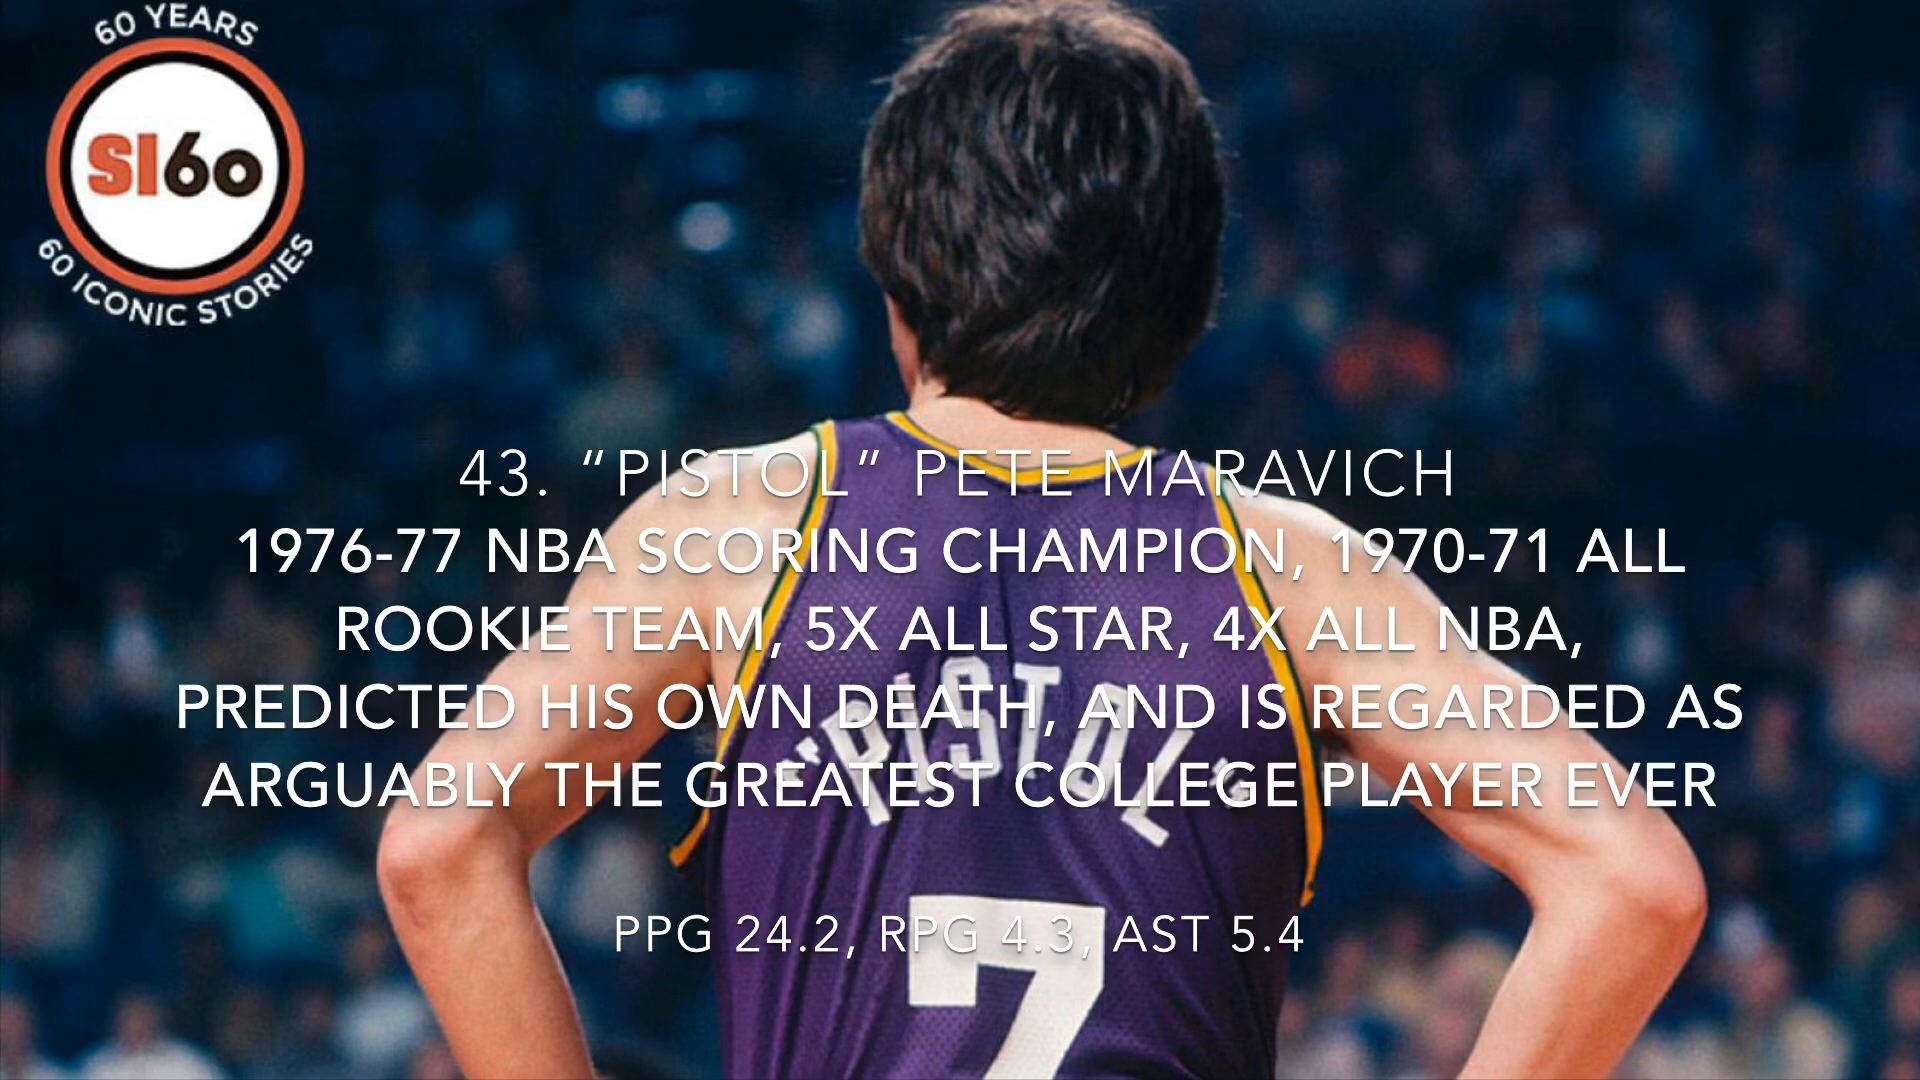 60 YEARS
SI60
60 ICONIC STORIES
43. “PISTOL” PETE MARAVICH
1976-77 NBA SCORING CHAMPION, 1970-71 ALL
ROOKIE TEAM, 5X ALL STAR, 4X ALL NBA,
PREDICTED HIS OWN DEATH, AND IS REGARDED AS
ARGUABLY THE GREATEST COLLEGE PLAYER EVER
"PISTOL"
PPG 24.2, RPG 4.3, AST 5.4
7